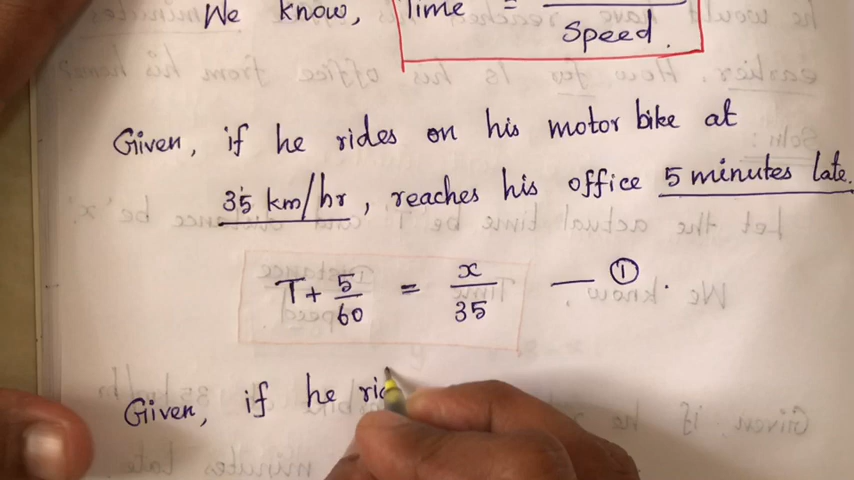 We know, Time =
Speed.
Given, if he rides on his motor bike at
35 km/hr, reaches his office 5 minutes late.
T + 5/60 = x/35 — ①.
Given, if he rid